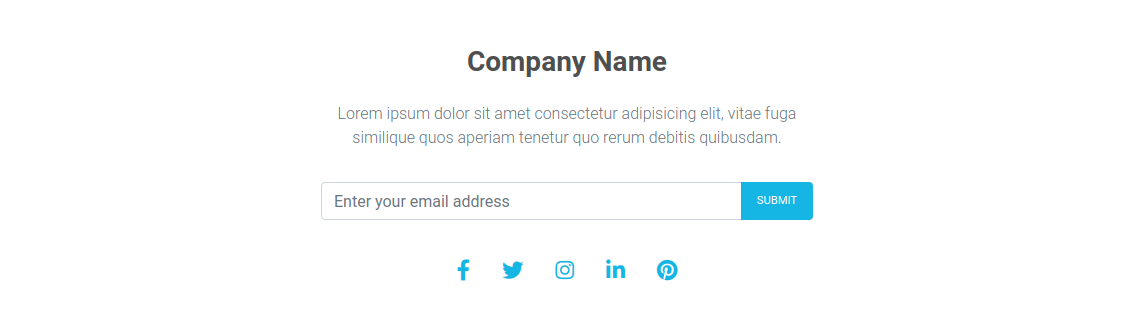 Company Name
Lorem ipsum dolor sit amet consectetur adipisicing elit, vitae fuga
similique quos aperiam tenetur quo rerum debitis quibusdam.
Enter your email address
SUBMIT